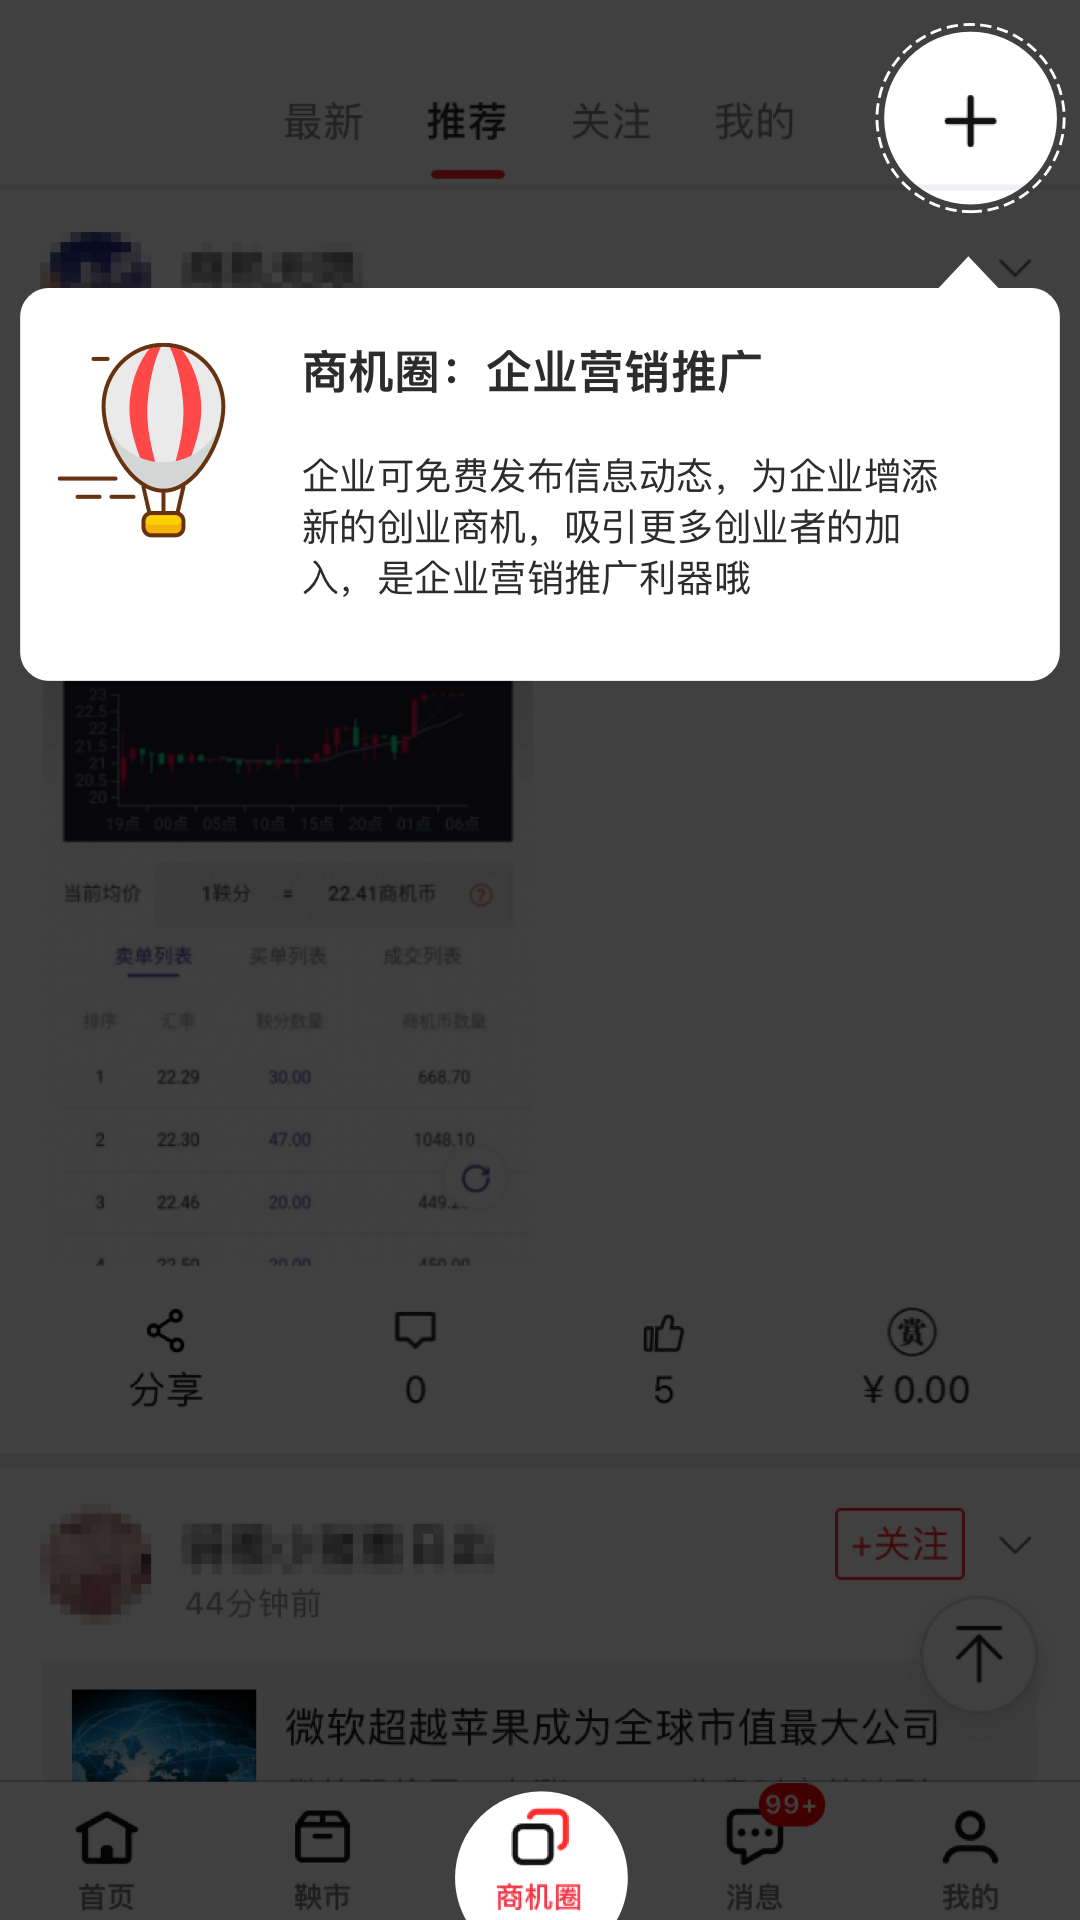 最新 推荐 关注 我的
商机圈：企业营销推广
企业可免费发布信息动态，为企业增添
新的创业商机，吸引更多创业者的加
入，是企业营销推广利器哦
23
22.5
22
21.5
21
20.5
20
19点 00点 05点 10点 15点 20点 01点 06点
当前均价 1鞅分 = 22.41商机币 ?
卖单列表 买单列表 成交列表
排序 汇率 鞅分数量 商机币数量
1 22.29 30.00 668.70
2 22.30 47.00 1048.10
3 22.46 20.00
赏
分享 0 5 ¥ 0.00
+关注
44分钟前
微软超越苹果成为全球市值最大公司
99+
首页 鞅市 商机圈 消息 我的